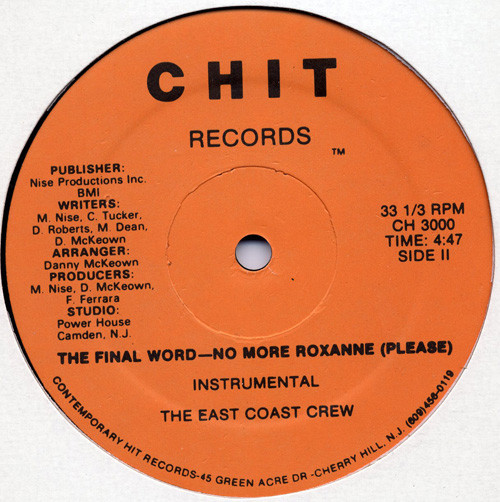 CHIT
RECORDS
TM
PUBLISHER:
Nise Productions Inc.
BMI
WRITERS:
M. Nise, C. Tucker,
D. Roberts, M. Dean,
D. McKeown
ARRANGER:
Danny McKeown
PRODUCERS:
M. Nise, D. McKeown,
F. Ferrara
STUDIO:
Power House
Camden, N.J.
33 1/3 RPM
CH 3000
TIME: 4:47
SIDE II
THE FINAL WORD—NO MORE ROXANNE (PLEASE)
INSTRUMENTAL
THE EAST COAST CREW
CONTEMPORARY HIT RECORDS-45 GREEN ACRE DR -CHERRY HILL, N.J. (609)456-0119